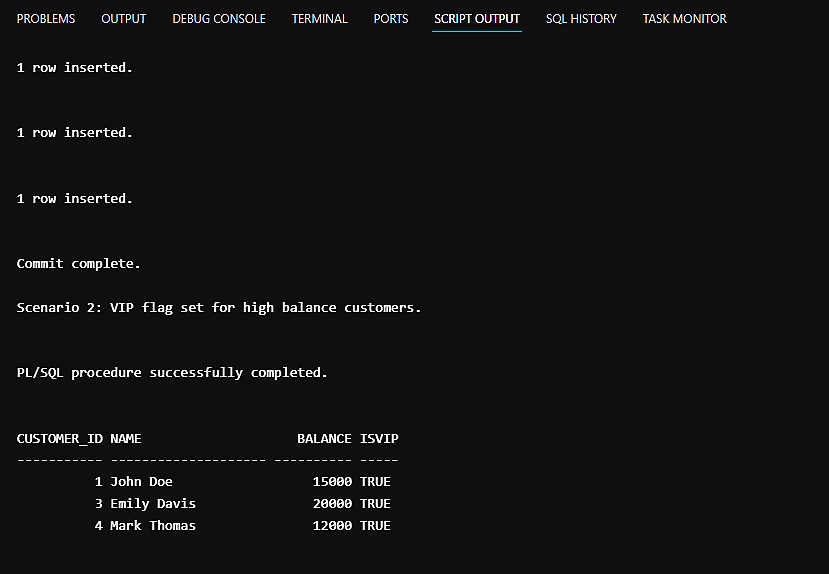 PROBLEMS OUTPUT DEBUG CONSOLE TERMINAL PORTS SCRIPT OUTPUT SQL HISTORY TASK MONITOR
1 row inserted.
1 row inserted.
1 row inserted.
Commit complete.
Scenario 2: VIP flag set for high balance customers.
PL/SQL procedure successfully completed.
CUSTOMER_ID NAME                    BALANCE ISVIP
----------- -------------------- ---------- -----
          1 John Doe                  15000 TRUE
          3 Emily Davis               20000 TRUE
          4 Mark Thomas               12000 TRUE